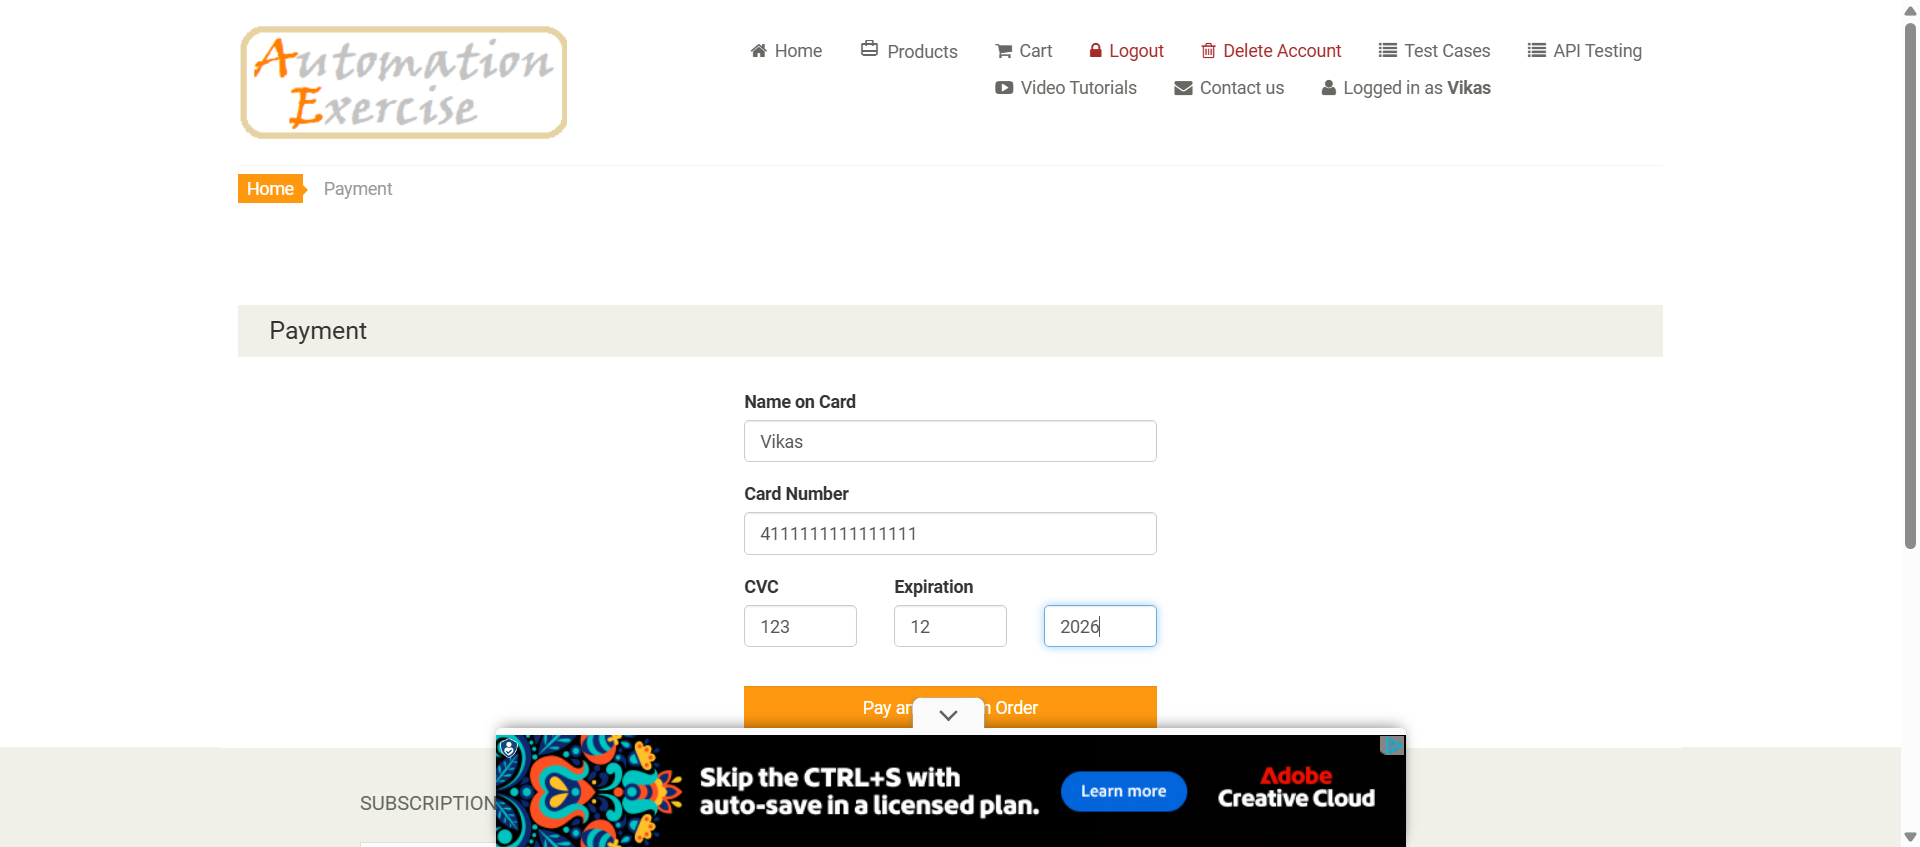 Automation
Exercise
Home
Products
Cart
Logout
Delete Account
Test Cases
API Testing
Video Tutorials
Contact us
Logged in as Vikas
Home
Payment
Payment
Name on Card
Vikas
Card Number
4111111111111111
CVC
Expiration
123
12
2026
Pay Order
SUBSCRIPTION
Skip the CTRL+S with
auto-save in a licensed plan.
Learn more
Adobe
Creative Cloud